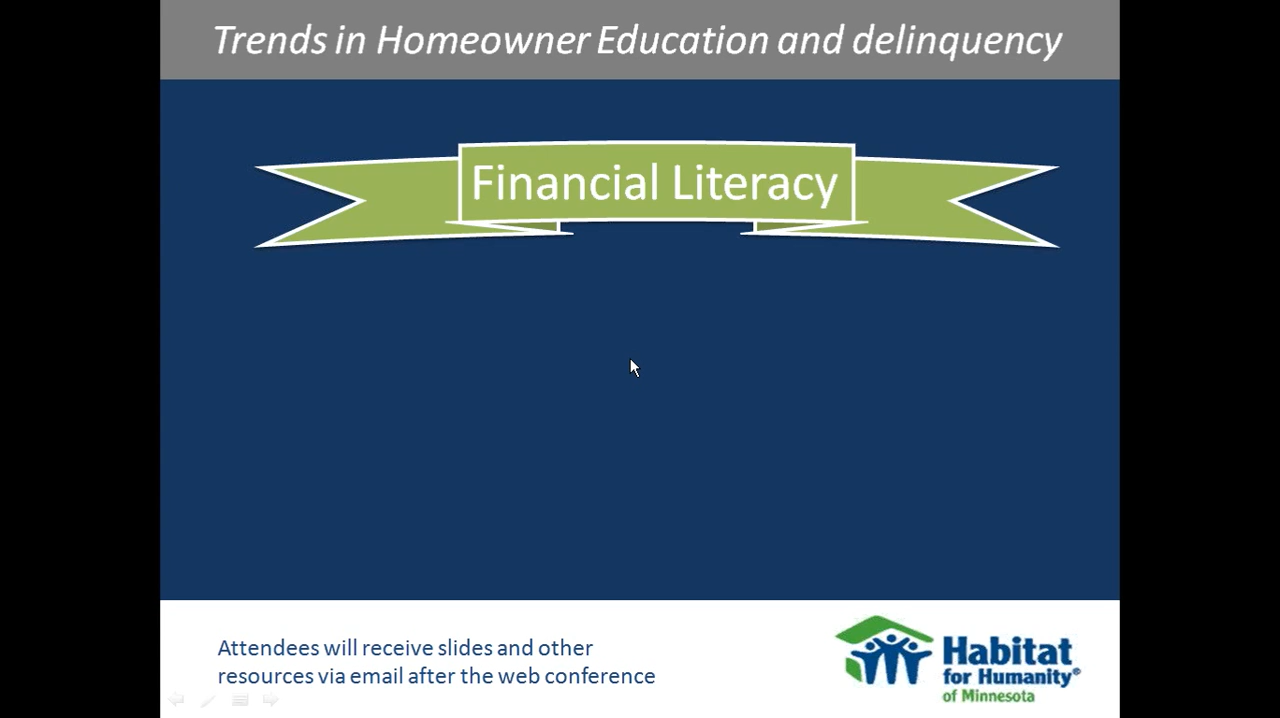 Trends in Homeowner Education and delinquency
Financial Literacy
Attendees will receive slides and other
resources via email after the web conference
Habitat
for Humanity®
of Minnesota